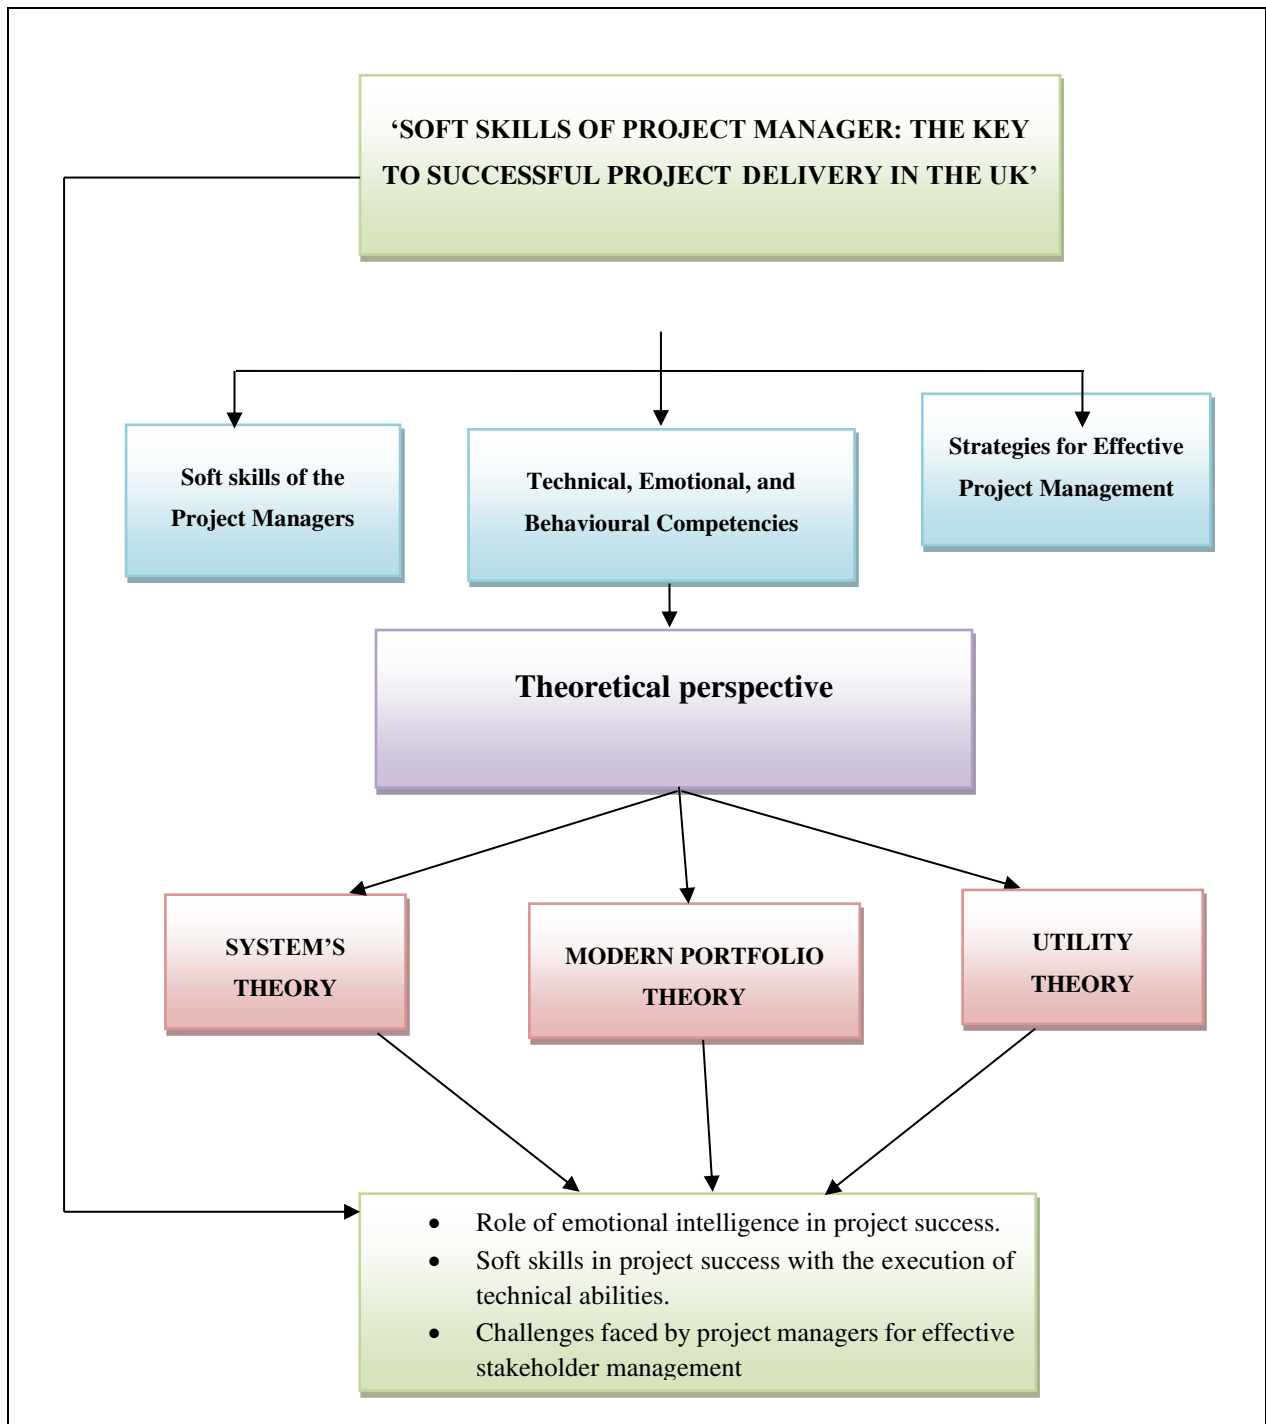 ‘SOFT SKILLS OF PROJECT MANAGER: THE KEY
TO SUCCESSFUL PROJECT DELIVERY IN THE UK’
Soft skills of the
Project Managers
Technical, Emotional, and
Behavioural Competencies
Strategies for Effective
Project Management
Theoretical perspective
SYSTEM’S
THEORY
MODERN PORTFOLIO
THEORY
UTILITY
THEORY
• Role of emotional intelligence in project success.
• Soft skills in project success with the execution of
technical abilities.
• Challenges faced by project managers for effective
stakeholder management